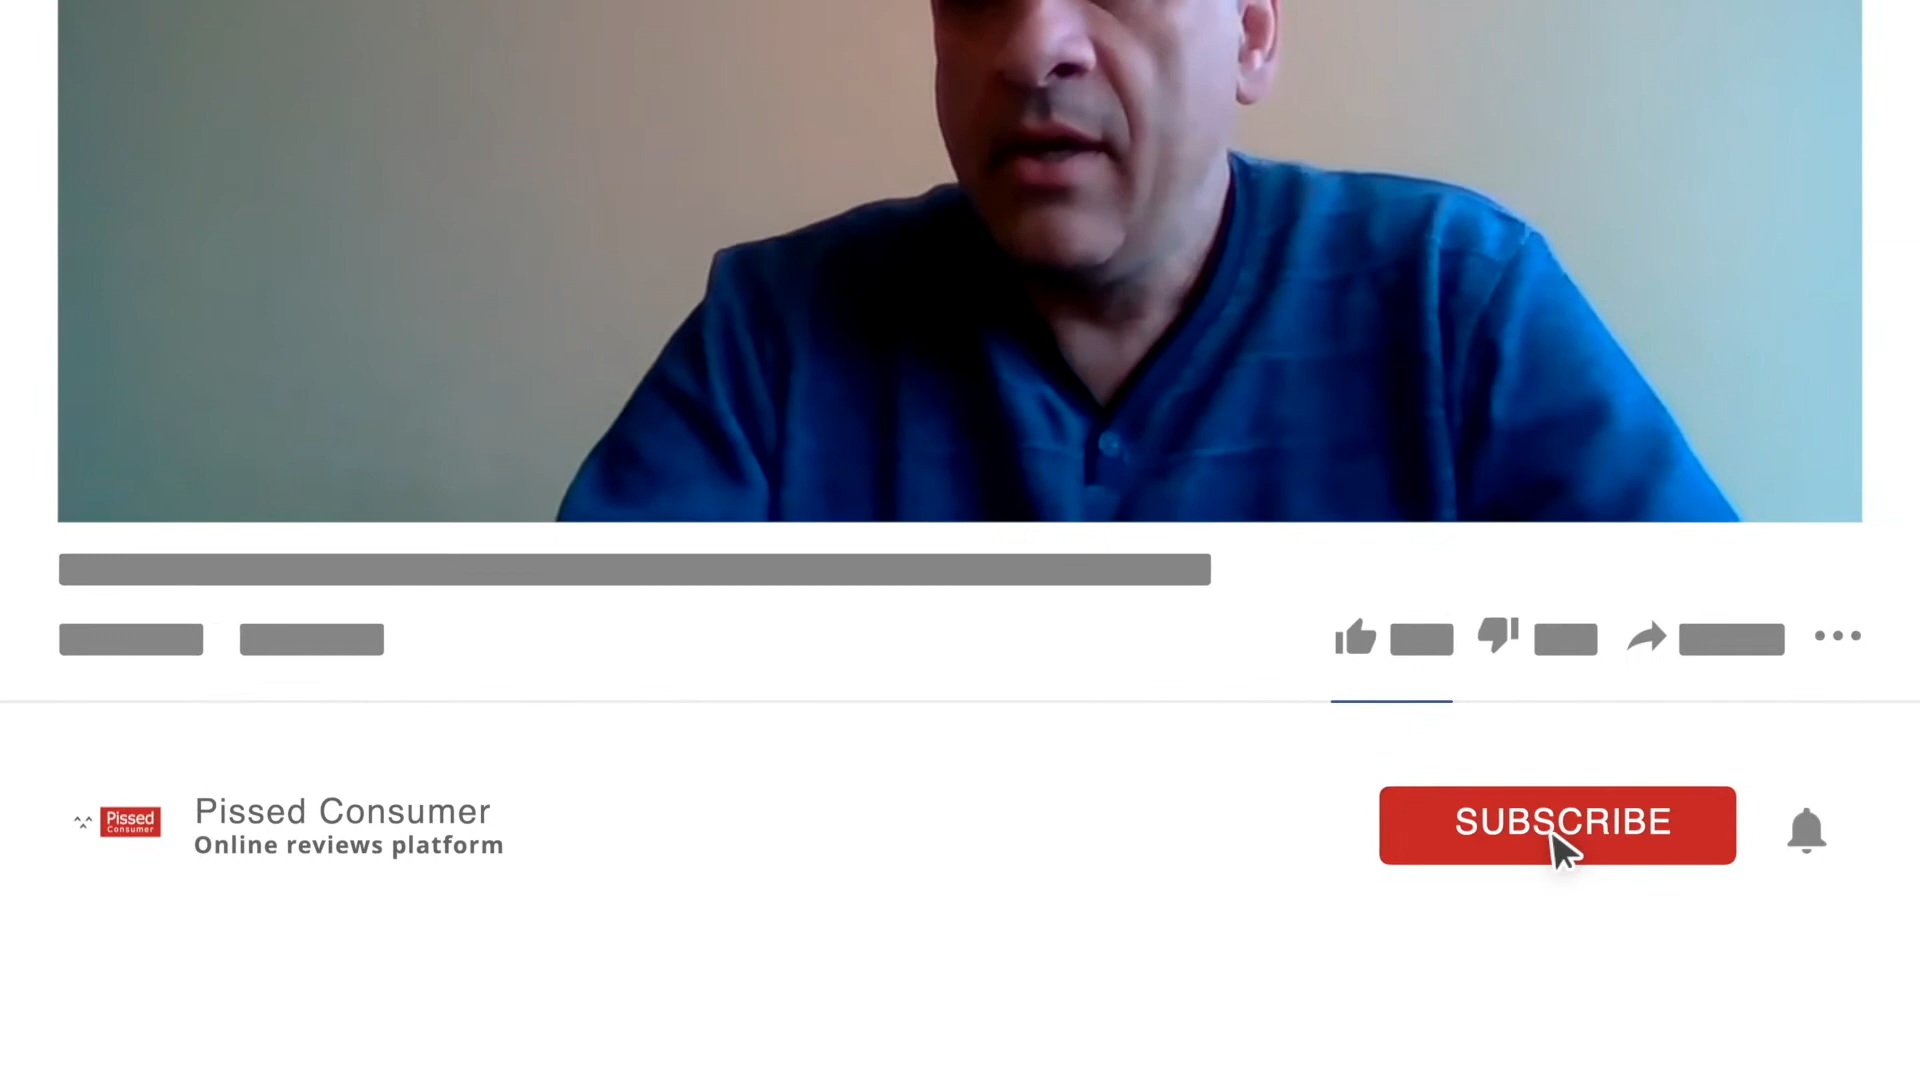 Pissed
Consumer
Pissed Consumer
Online reviews platform
SUBSCRIBE